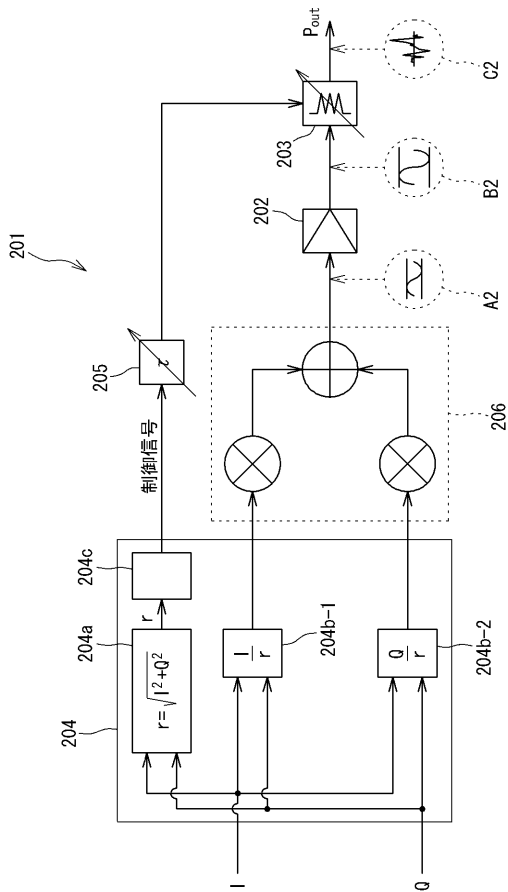 201
204
204a
r=√I²+Q²
r
204c
制御信号
205
τ
I
Q
I
r
204b-1
Q
r
204b-2
206
202
203
Pout
A2
B2
C2